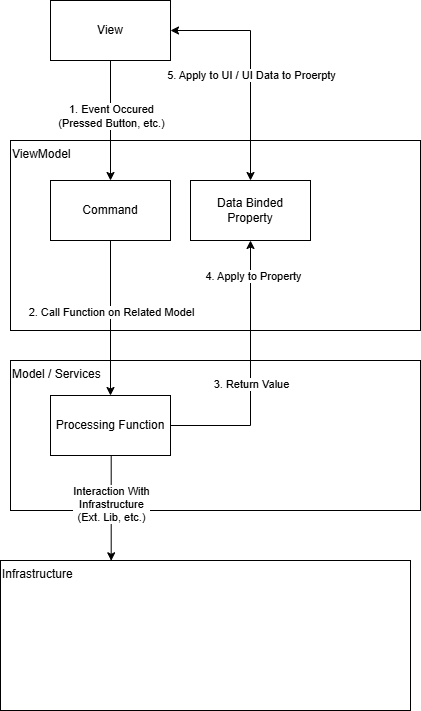 View
5. Apply to UI / UI Data to Proerpty
1. Event Occured
(Pressed Button, etc.)
ViewModel
Command
Data Binded
Property
4. Apply to Property
2. Call Function on Related Model
Model / Services
3. Return Value
Processing Function
Interaction With
Infrastructure
(Ext. Lib, etc.)
Infrastructure